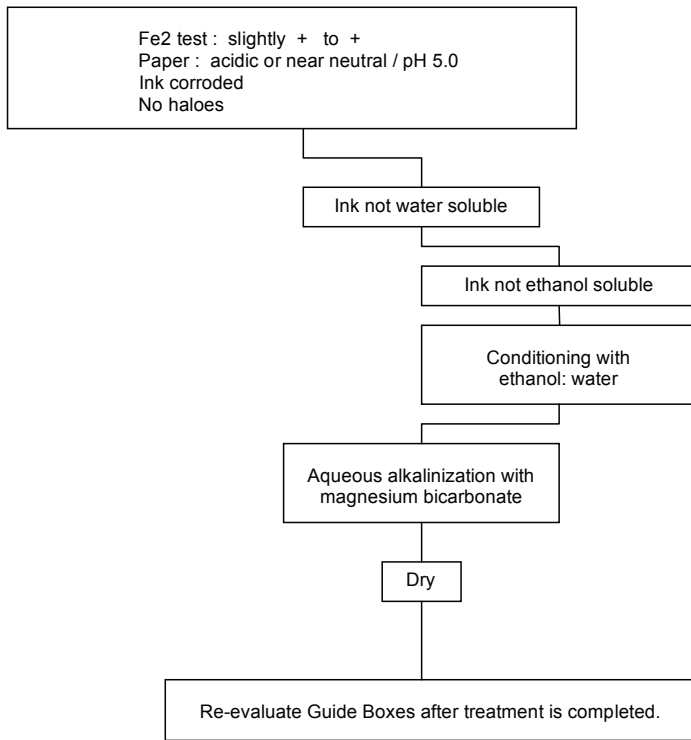 Fe2 test : slightly + to +
Paper : acidic or near neutral / pH 5.0
Ink corroded
No haloes
Ink not water soluble
Ink not ethanol soluble
Conditioning with
ethanol: water
Aqueous alkalinization with
magnesium bicarbonate
Dry
Re-evaluate Guide Boxes after treatment is completed.